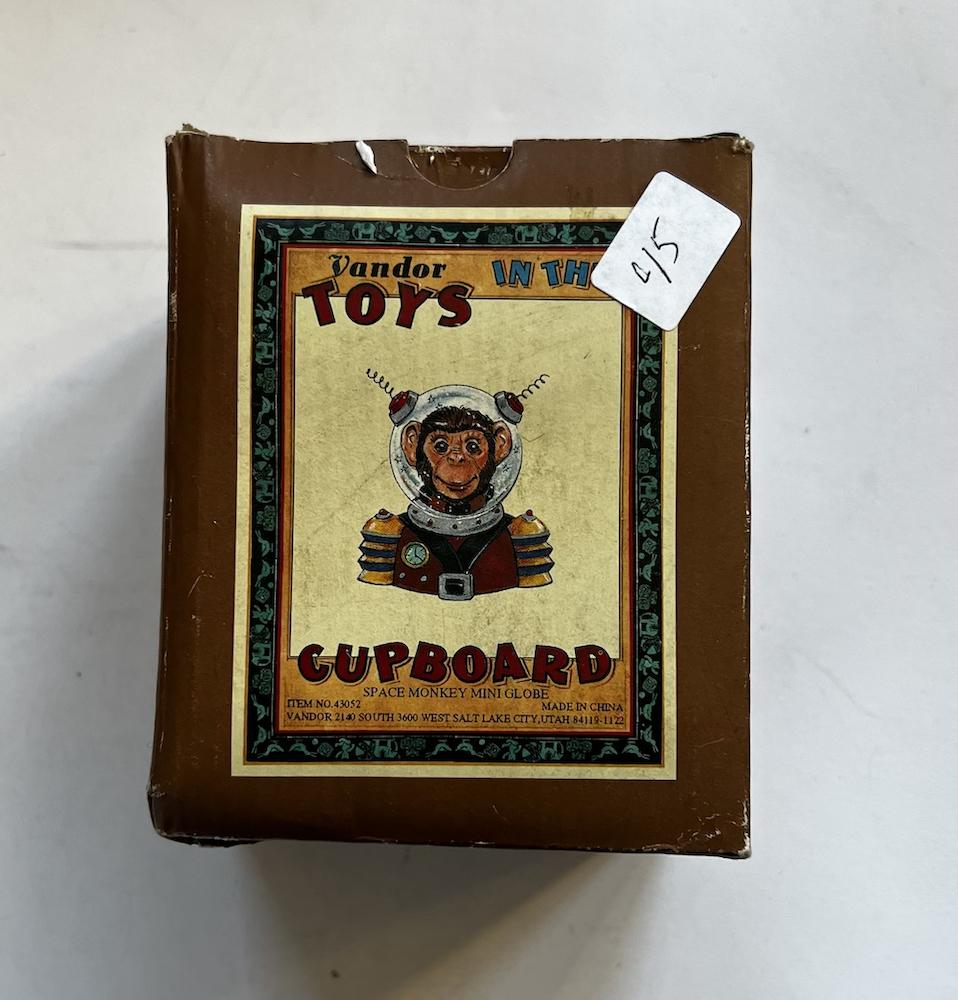 Vandor
TOYS IN TH
CUPBOARD
SPACE MONKEY MINI GLOBE
ITEM NO.43052 MADE IN CHINA
VANDOR 2140 SOUTH 3600 WEST SALT LAKE CITY,UTAH 84119-1122